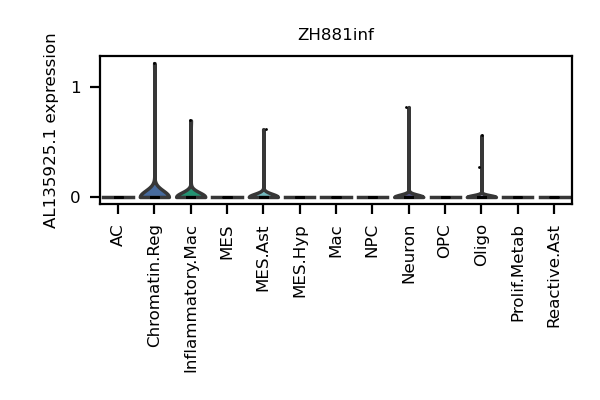 ZH881inf
AL135925.1 expression
1
0
AC
Chromatin.Reg
Inflammatory.Mac
MES
MES.Ast
MES.Hyp
Mac
NPC
Neuron
OPC
Oligo
Prolif.Metab
Reactive.Ast